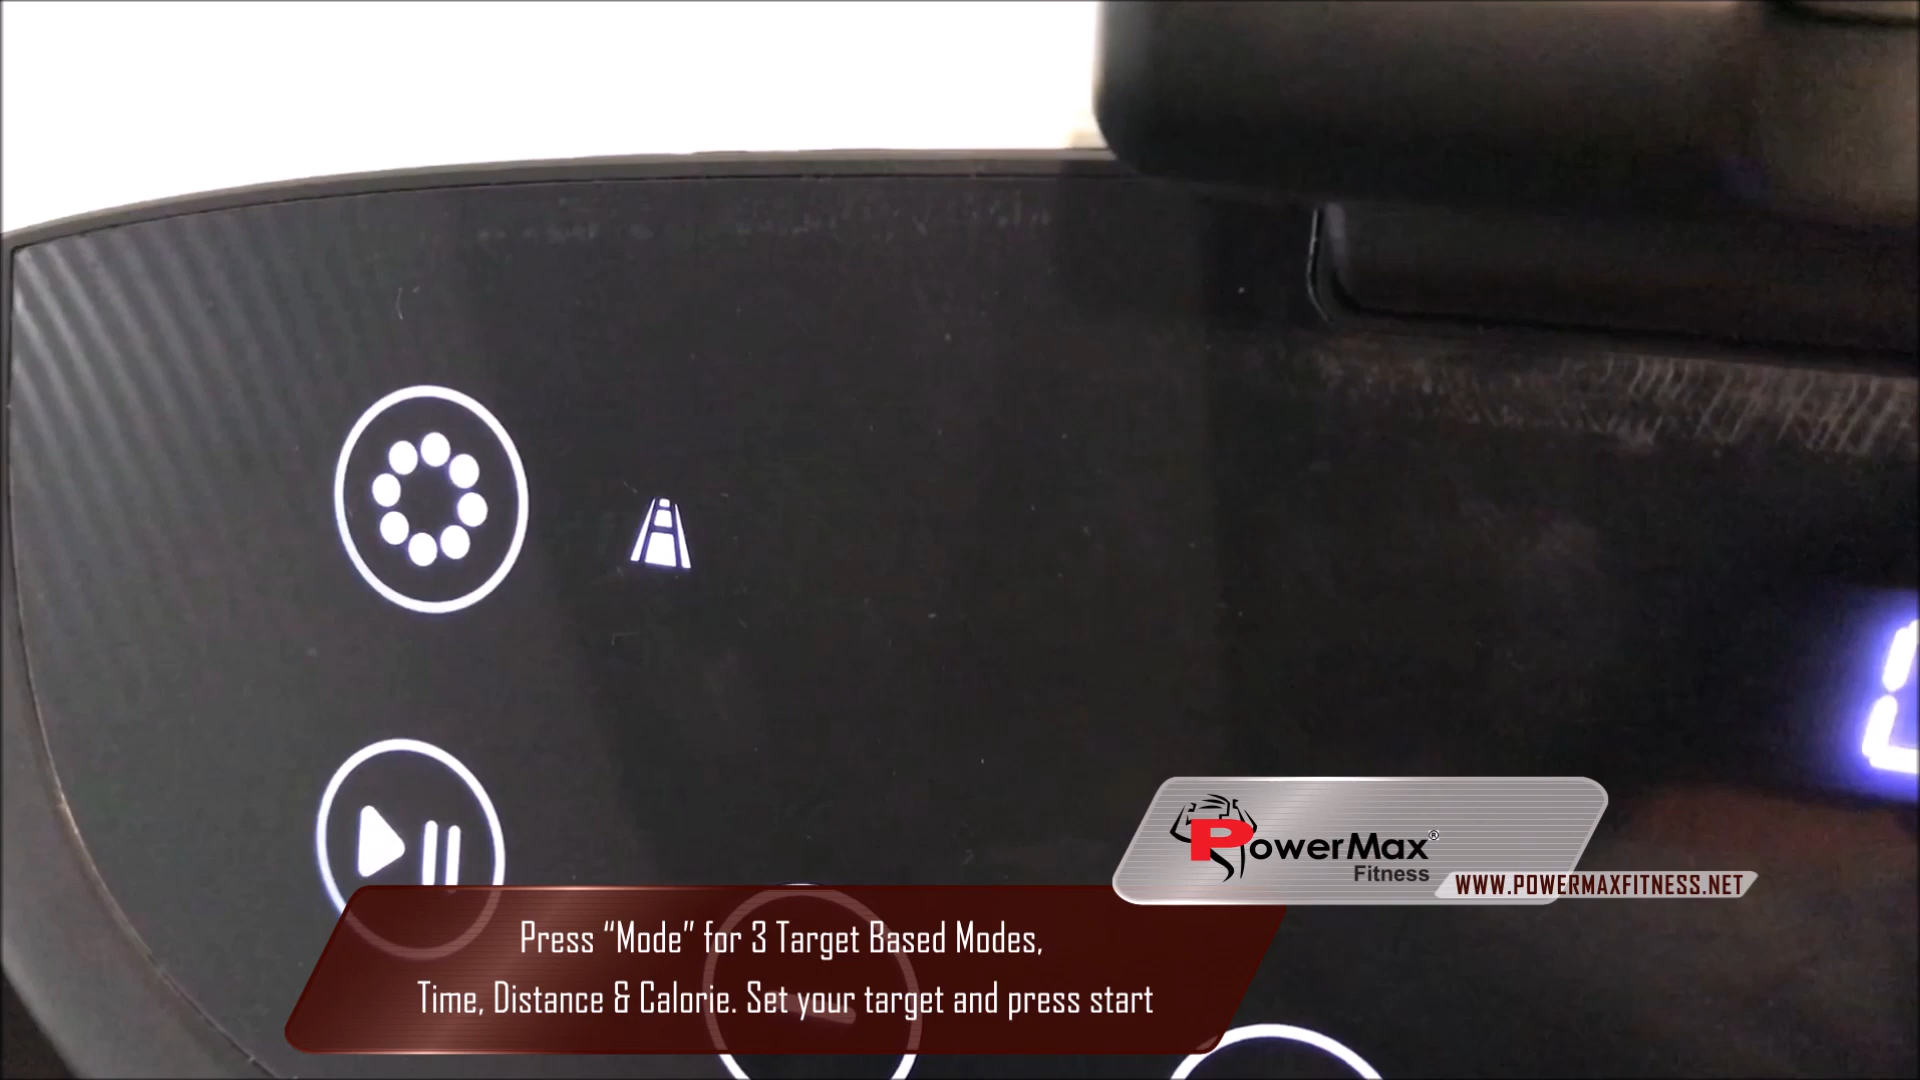 PowerMax®
Fitness
WWW.POWERMAXFITNESS.NET
Press “Mode” for 3 Target Based Modes,
Time, Distance & Calorie. Set your target and press start